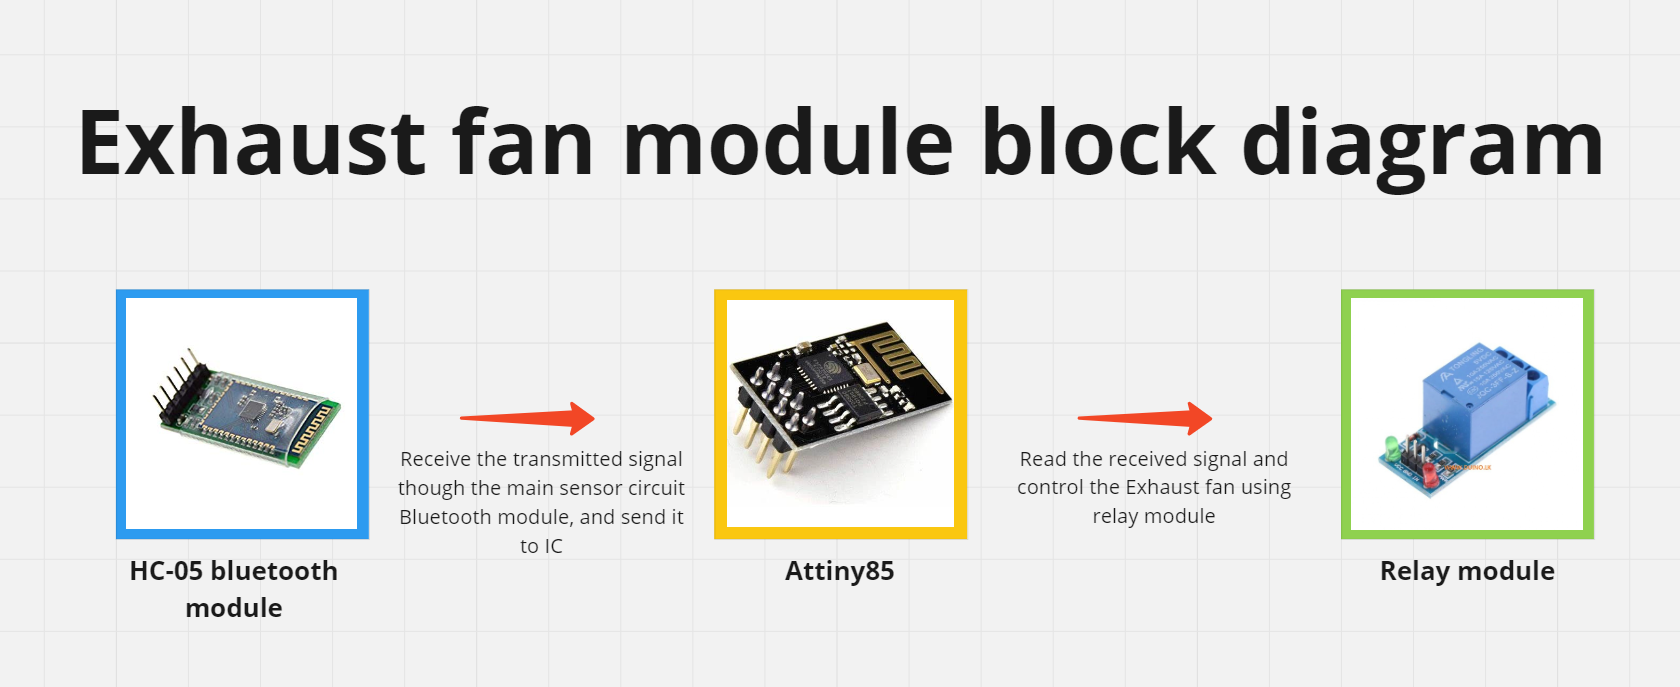 Exhaust fan module block diagram
Receive the transmitted signal
though the main sensor circuit
Bluetooth module, and send it
to IC
Read the received signal and
control the Exhaust fan using
relay module
HC-05 bluetooth
module
Attiny85
Relay module